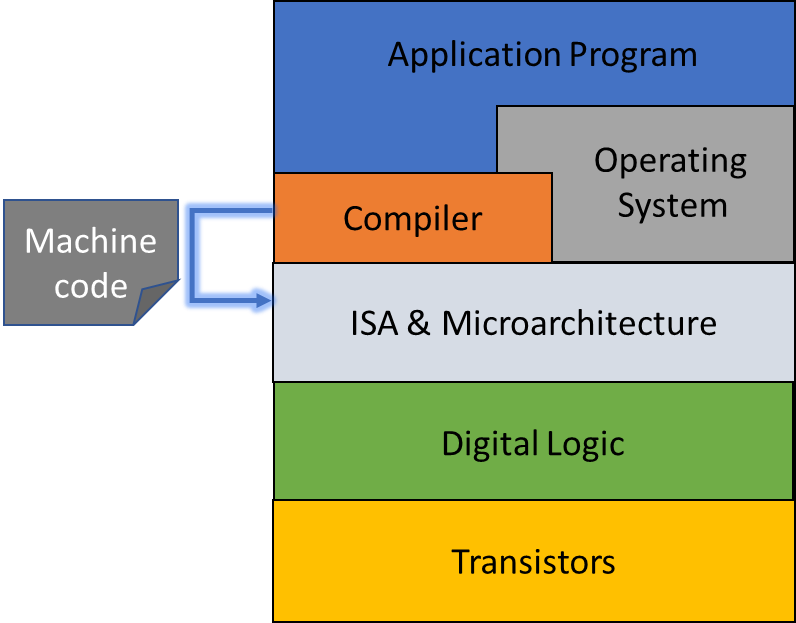 Application Program
Operating
System
Compiler
Machine
code
ISA & Microarchitecture
Digital Logic
Transistors